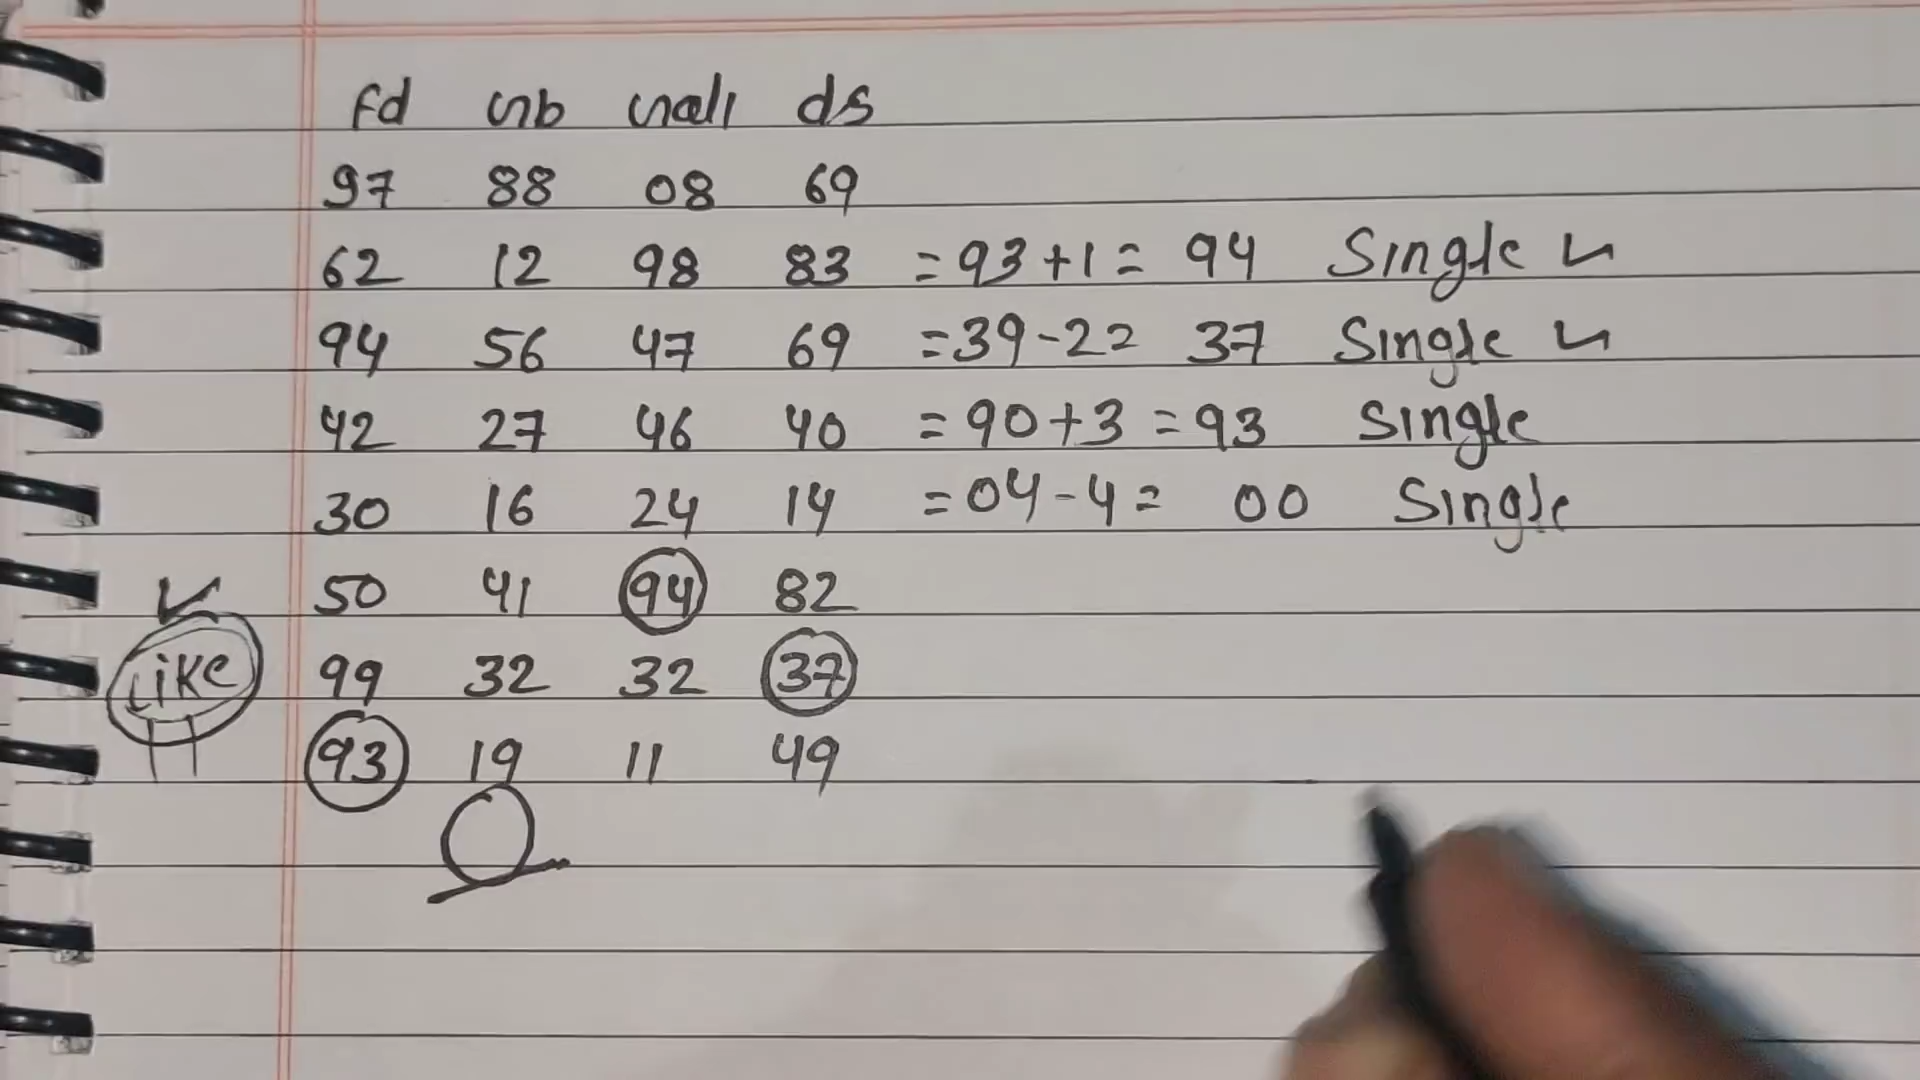 Fd Gb Gali ds
97 88 08 69
62 12 98 83 =93+1= 94 Single
94 56 47 69 =39-2= 37 Single
42 27 46 40 =90+3=93 Single
30 16 24 14 =04-4= 00 Single
50 41 94 82
Like 99 32 32 37
93 19 11 49